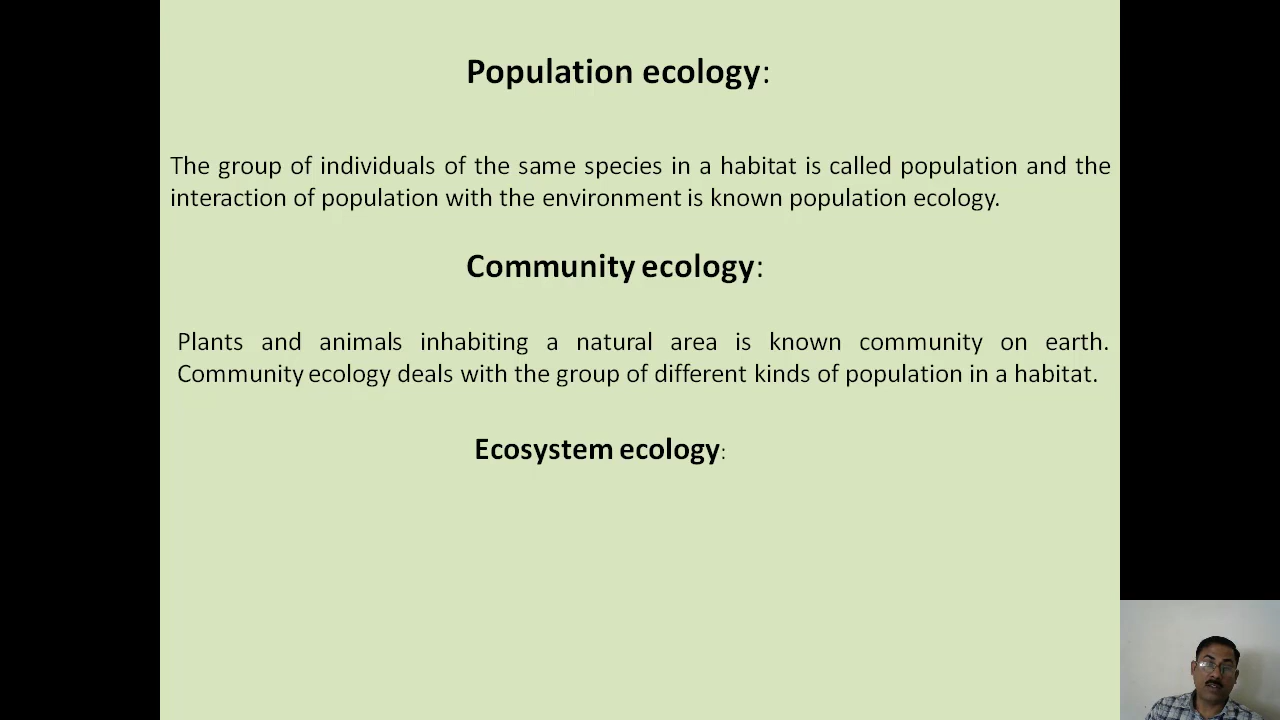 Population ecology:
The group of individuals of the same species in a habitat is called population and the
interaction of population with the environment is known population ecology.
Community ecology:
Plants and animals inhabiting a natural area is known community on earth.
Community ecology deals with the group of different kinds of population in a habitat.
Ecosystem ecology: